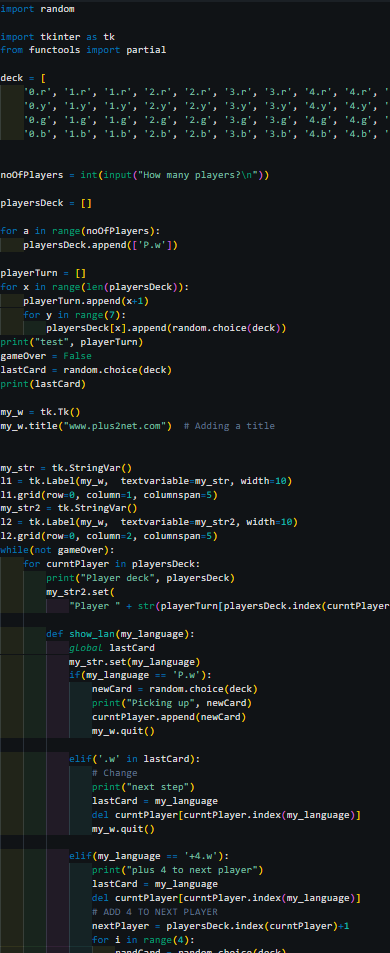 import random
import tkinter as tk
from functools import partial
deck = [
    '0.r', '1.r', '1.r', '2.r', '2.r', '3.r', '3.r', '4.r', '4.r', '
    '0.y', '1.y', '1.y', '2.y', '2.y', '3.y', '3.y', '4.y', '4.y', '
    '0.g', '1.g', '1.g', '2.g', '2.g', '3.g', '3.g', '4.g', '4.g', '
    '0.b', '1.b', '1.b', '2.b', '2.b', '3.b', '3.b', '4.b', '4.b', '
noOfPlayers = int(input("How many players?\n"))
playersDeck = []
for a in range(noOfPlayers):
    playersDeck.append(['P.w'])
playerTurn = []
for x in range(len(playersDeck)):
    playerTurn.append(x+1)
    for y in range(7):
        playersDeck[x].append(random.choice(deck))
print("test", playerTurn)
gameOver = False
lastCard = random.choice(deck)
print(lastCard)
my_w = tk.Tk()
my_w.title("www.plus2net.com")  # Adding a title
my_str = tk.StringVar()
l1 = tk.Label(my_w,  textvariable=my_str, width=10)
l1.grid(row=0, column=1, columnspan=5)
my_str2 = tk.StringVar()
l2 = tk.Label(my_w,  textvariable=my_str2, width=10)
l2.grid(row=0, column=2, columnspan=5)
while(not gameOver):
    for curntPlayer in playersDeck:
        print("Player deck", playersDeck)
        my_str2.set(
            "Player " + str(playerTurn[playersDeck.index(curntPlayer
        def show_lan(my_language):
            global lastCard
            my_str.set(my_language)
            if(my_language == 'P.w'):
                newCard = random.choice(deck)
                print("Picking up", newCard)
                curntPlayer.append(newCard)
                my_w.quit()
            elif('.w' in lastCard):
                # Change
                print("next step")
                lastCard = my_language
                del curntPlayer[curntPlayer.index(my_language)]
                my_w.quit()
            elif(my_language == '+4.w'):
                print("plus 4 to next player")
                lastCard = my_language
                del curntPlayer[curntPlayer.index(my_language)]
                # ADD 4 TO NEXT PLAYER
                nextPlayer = playersDeck.index(curntPlayer)+1
                for i in range(4):